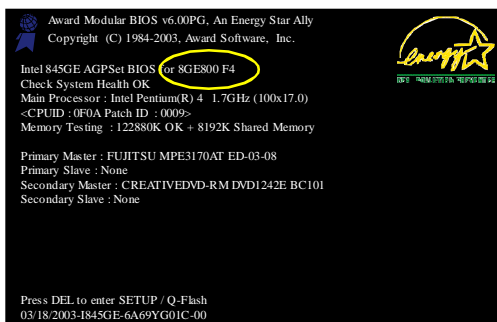 Award Modular BIOS v6.00PG, An Energy Star Ally
Copyright (C) 1984-2003, Award Software, Inc.
energy
Intel 845GE AGPSet BIOS for 8GE800 F4
Check System Health OK
Main Processor : Intel Pentium(R) 4 1.7GHz (100x17.0)
<CPUID : 0F0A Patch ID : 0009>
Memory Testing : 122880K OK + 8192K Shared Memory
Primary Master : FUJITSU MPE3170AT ED-03-08
Primary Slave : None
Secondary Master : CREATIVEDVD-RM DVD1242E BC101
Secondary Slave : None
Press DEL to enter SETUP / Q-Flash
03/18/2003-I845GE-6A69YG01C-00